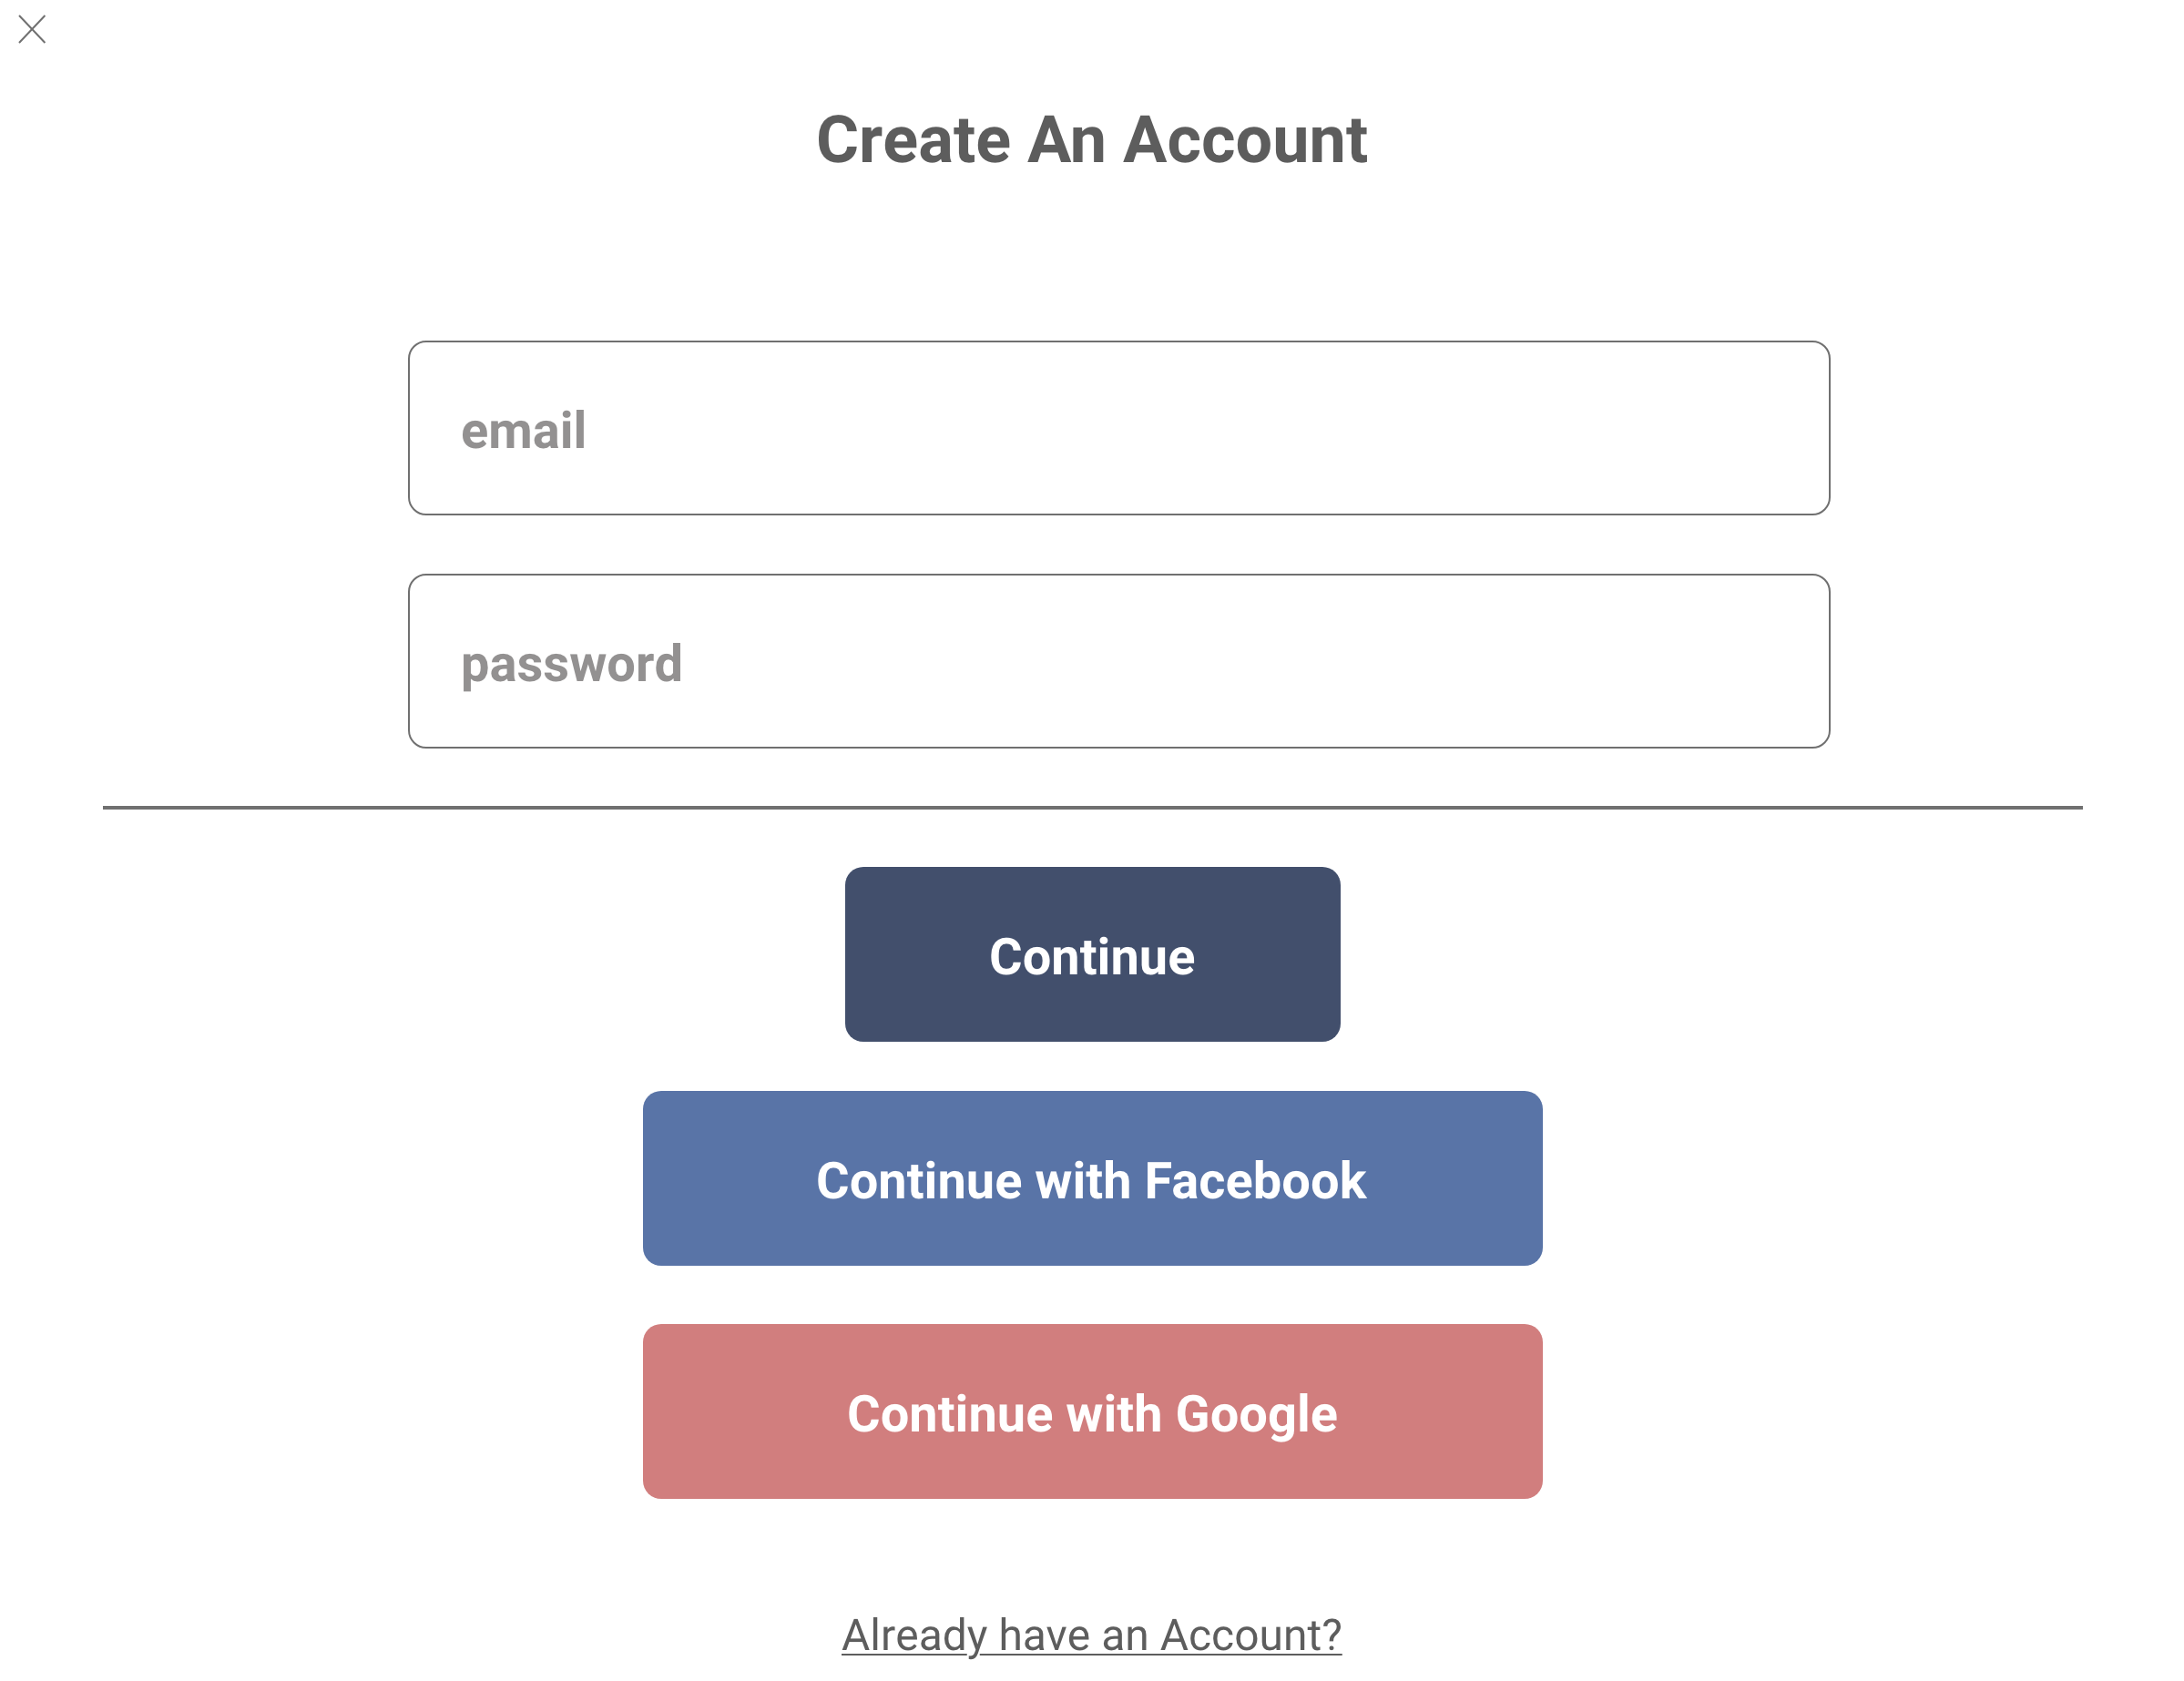 Create An Account
email
password
Continue
Continue with Facebook
Continue with Google
Already have an Account?